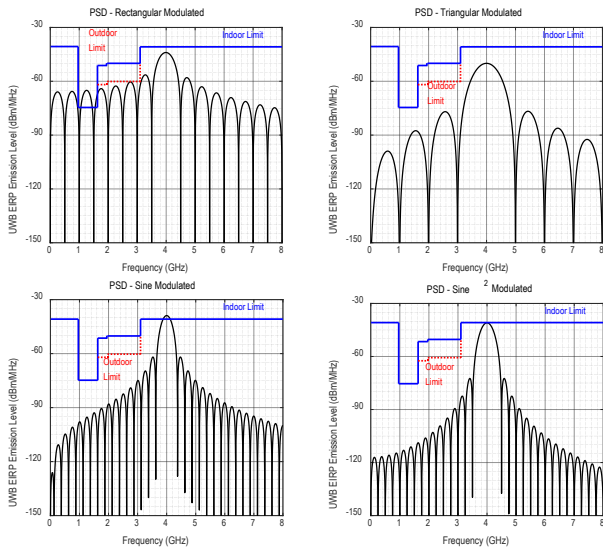 PSD - Rectangular Modulated
UWB EIRP Emission Level (dBm/MHz)
-30
-60
-90
-120
-150
Outdoor
Limit
Indoor Limit
0 1 2 3 4 5 6 7 8
Frequency (GHz)
PSD - Triangular Modulated
UWB EIRP Emission Level (dBm/MHz)
-30
-60
-90
-120
-150
Indoor Limit
Outdoor
Limit
0 1 2 3 4 5 6 7 8
Frequency (GHz)
PSD - Sine Modulated
UWB EIRP Emission Level (dBm/MHz)
-30
-60
-90
-120
-150
Indoor Limit
Outdoor
Limit
0 1 2 3 4 5 6 7 8
Frequency (GHz)
PSD - Sine 2 Modulated
UWB EIRP Emission Level (dBm/MHz)
-30
-60
-90
-120
-150
Indoor Limit
Outdoor
Limit
0 1 2 3 4 5 6 7 8
Frequency (GHz)